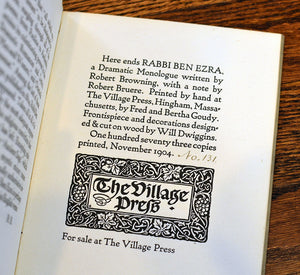 Here ends RABBI BEN EZRA,
a Dramatic Monologue written by
Robert Browning, with a note by
Robert Bruere. Printed by hand at
The Village Press, Hingham, Massa-
chusetts, by Fred and Bertha Goudy.
Frontispiece and decorations design-
ed & cut on wood by Will Dwiggins.
One hundred seventy three copies
printed, November 1904. No. 131
The Village
Press
For sale at The Village Press